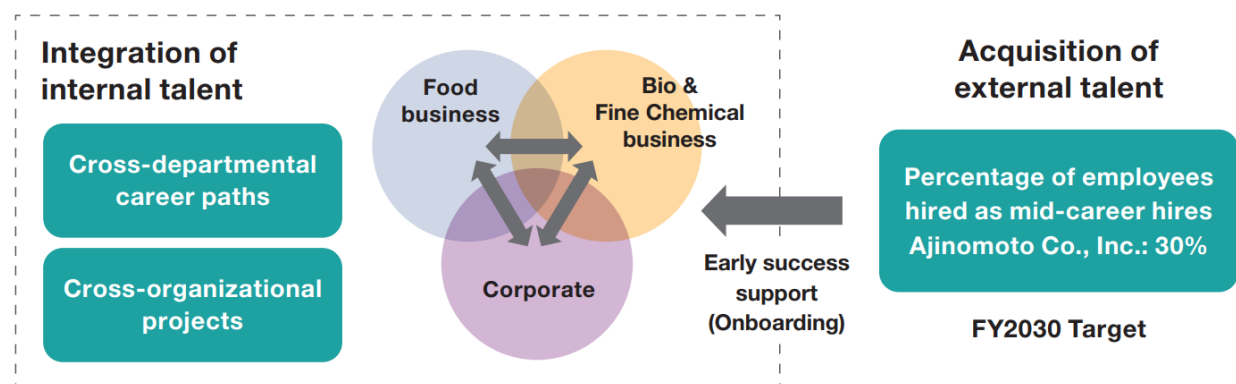 Integration of
internal talent
Cross-departmental
career paths
Cross-organizational
projects
Food
business
Bio &
Fine Chemical
business
Corporate
Early success
support
(Onboarding)
Acquisition of
external talent
Percentage of employees
hired as mid-career hires
Ajinomoto Co., Inc.: 30%
FY2030 Target